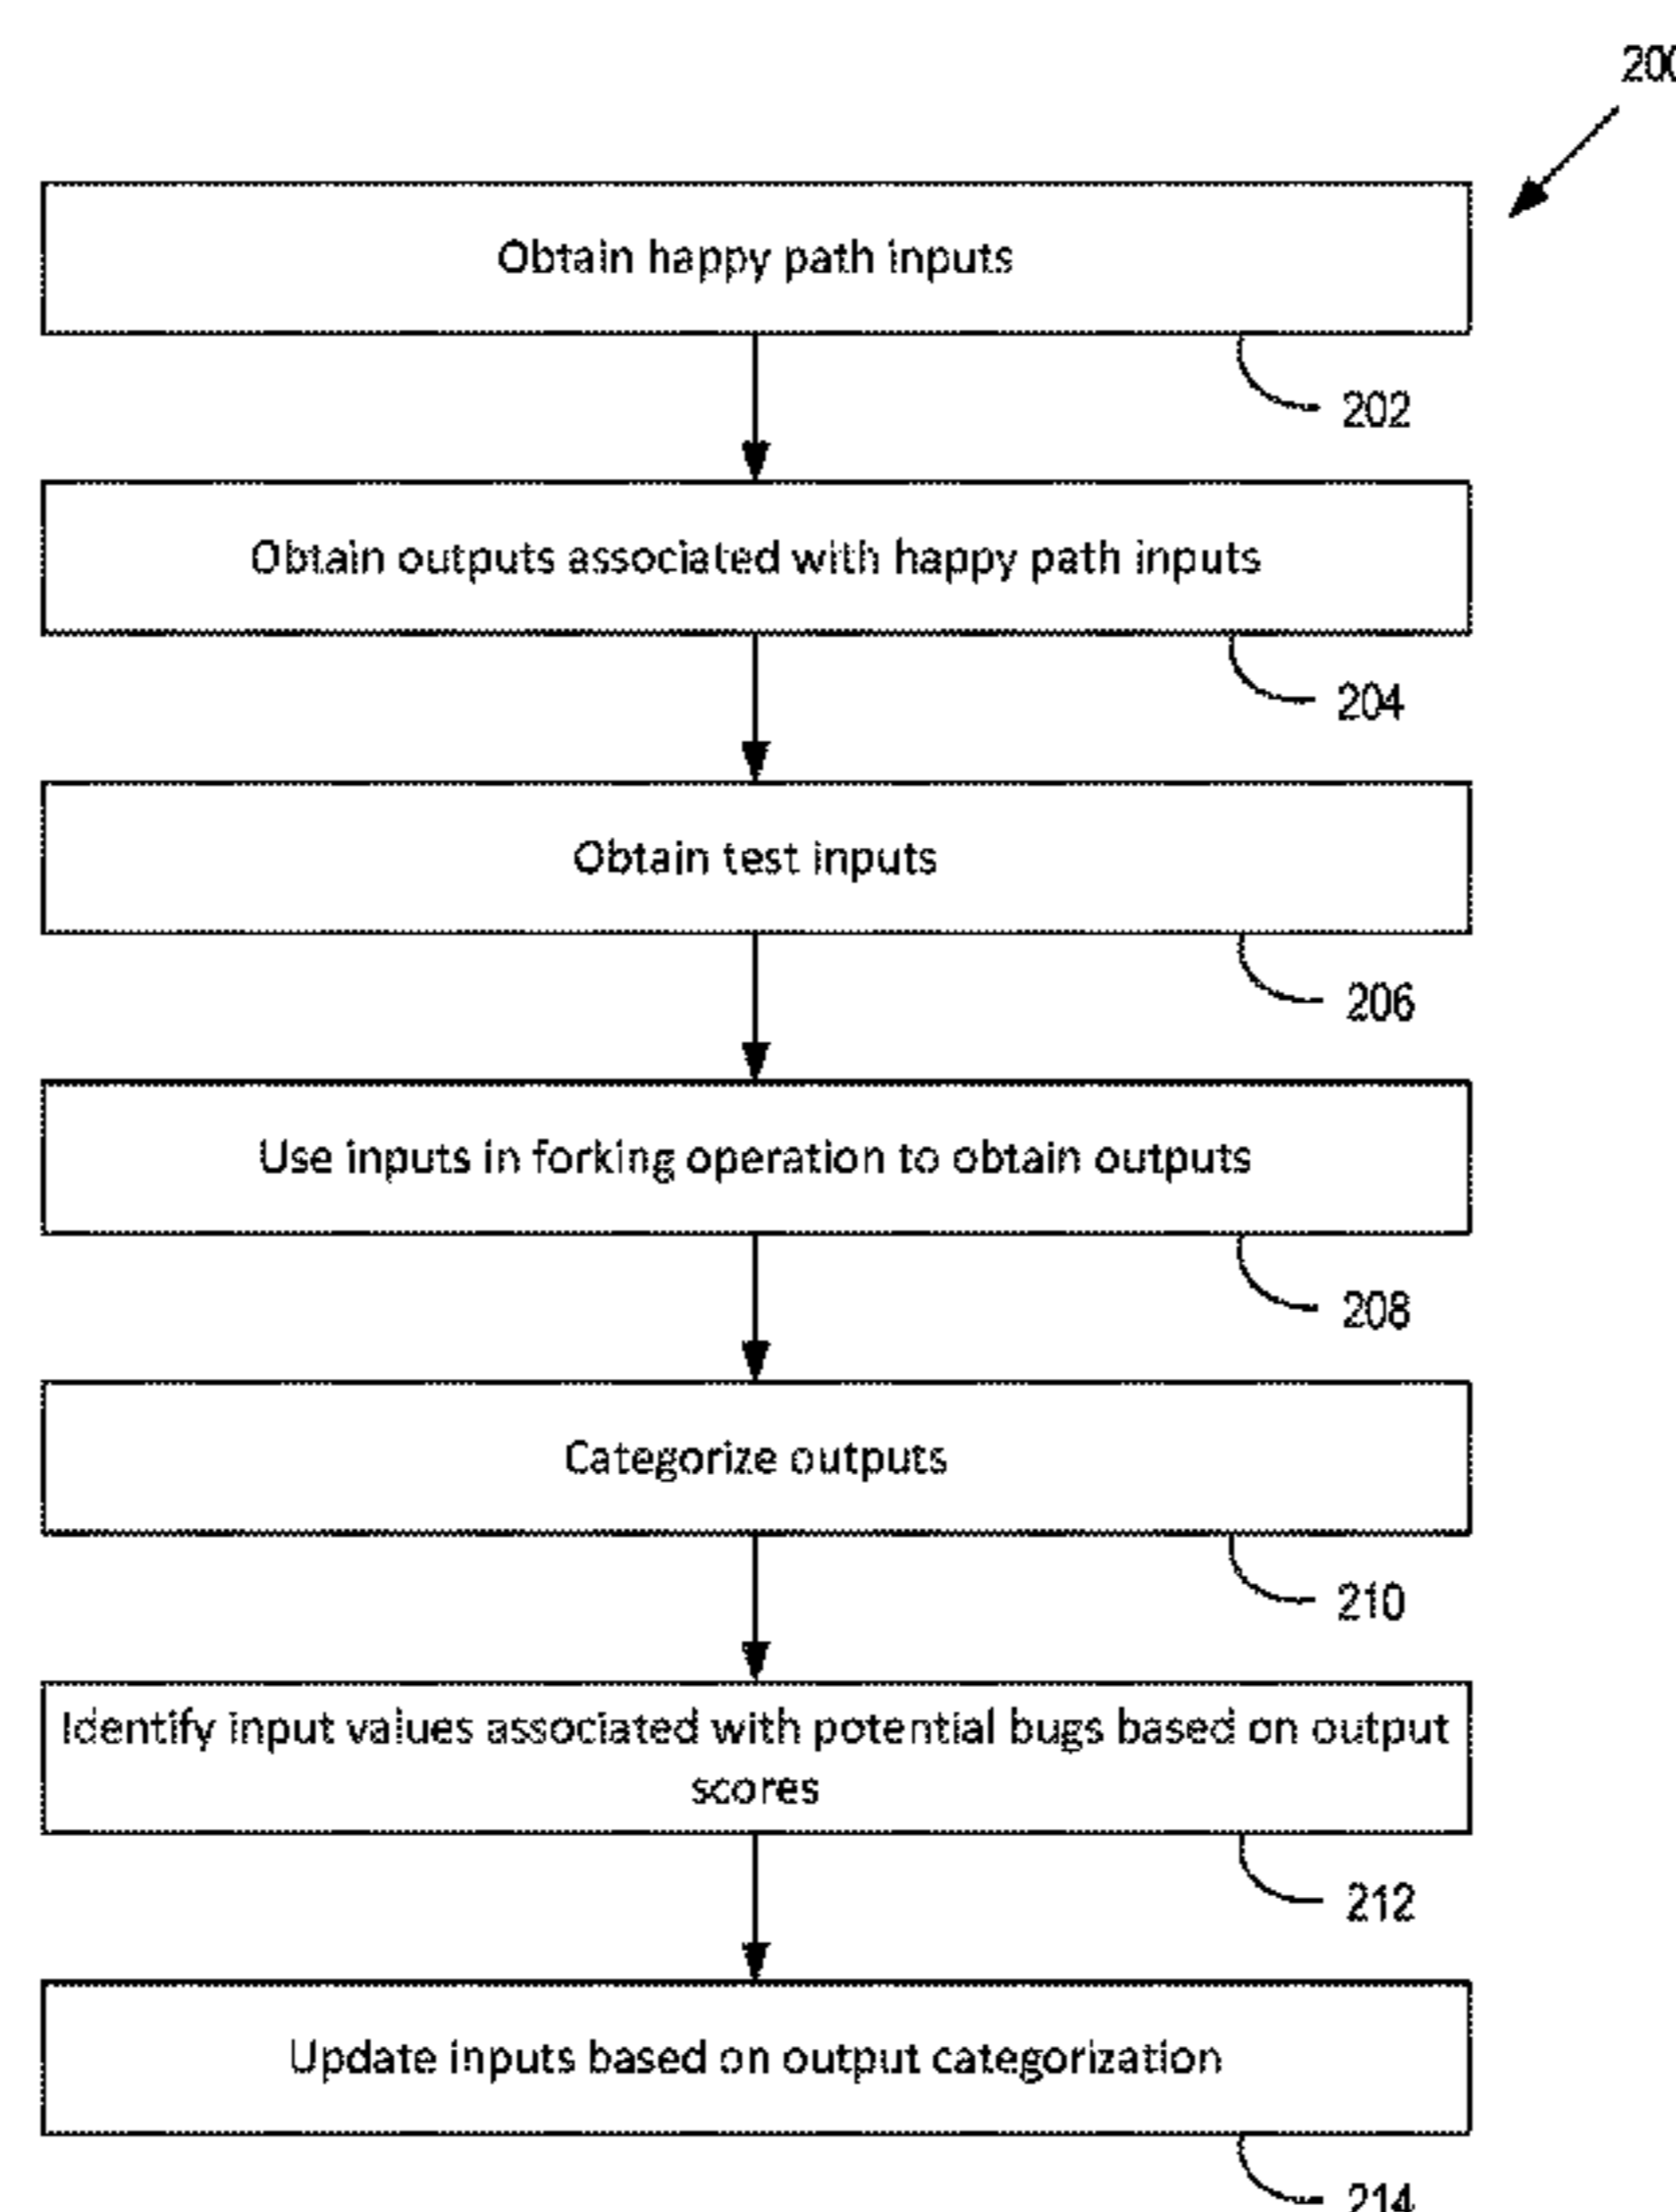 200
Obtain happy path inputs
202
Obtain outputs associated with happy path inputs
204
Obtain test inputs
206
Use inputs in forking operation to obtain outputs
208
Categorize outputs
210
Identify input values associated with potential bugs based on output
scores
212
Update inputs based on output categorization
214